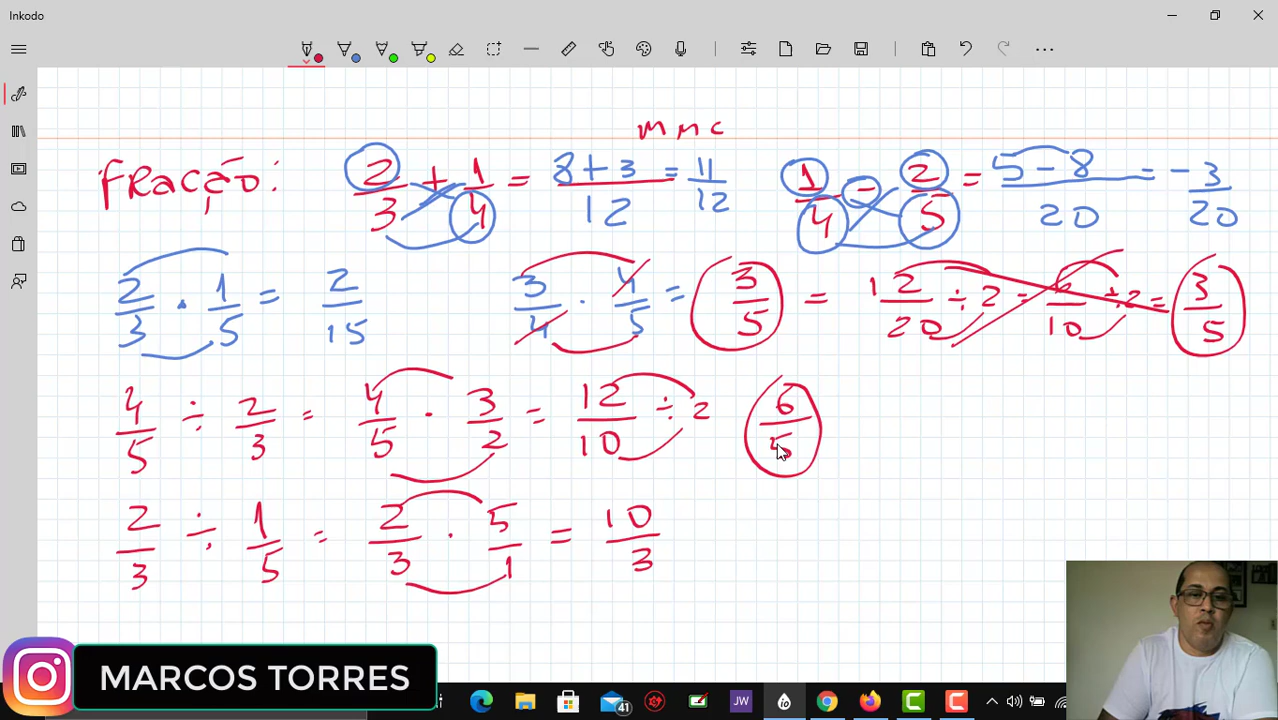 Inkodo
MMC
fração: 2/3 + 1/4 = 8+3/12 = 11/12 1/4 - 2/5 = 5-8/20 = -3/20
2/3 · 1/5 = 2/15 3/4 · 4/5 = 3/5 = 12/20 ÷ 2 = 6/10 ÷ 2 = 3/5
4/5 ÷ 2/3 = 4/5 · 3/2 = 12/10 ÷ 2 6/5
2/3 ÷ 1/5 = 2/3 · 5/1 = 10/3
MARCOS TORRES
41
JW
io